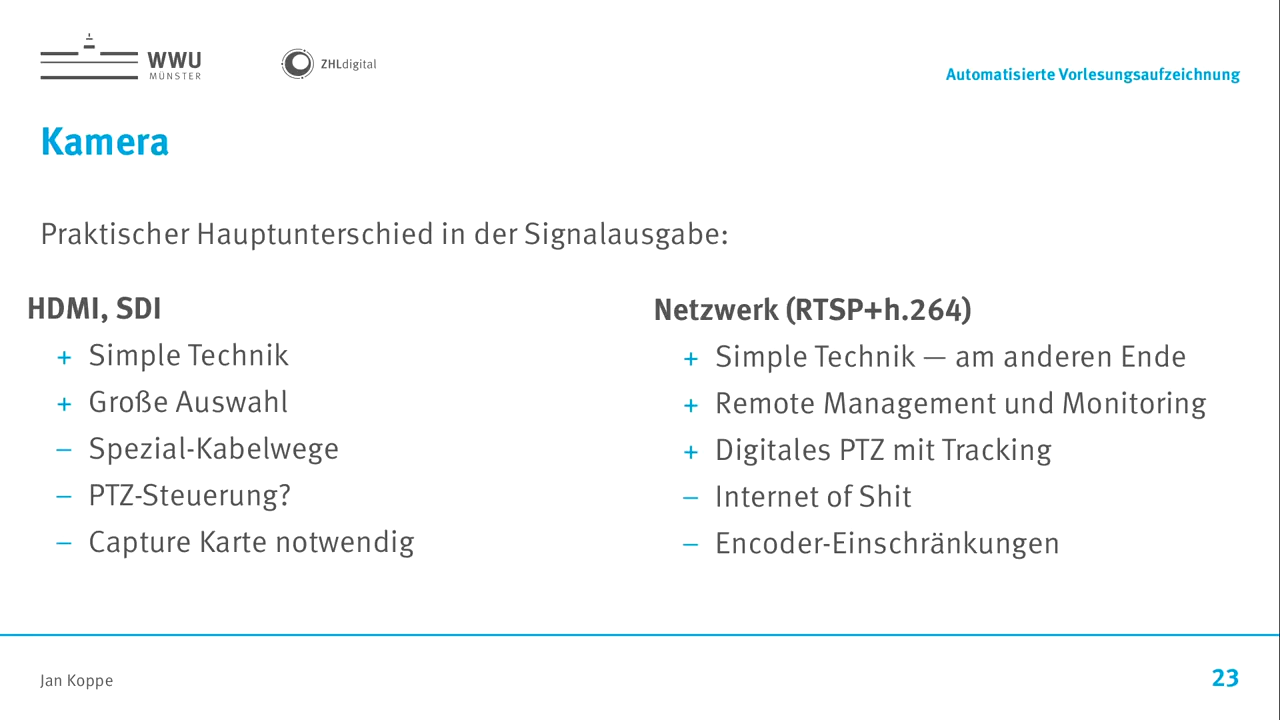 WWU
MÜNSTER
ZHLdigital
Automatisierte Vorlesungsaufzeichnung
Kamera
Praktischer Hauptunterschied in der Signalausgabe:
HDMI, SDI
+ Simple Technik
+ Große Auswahl
– Spezial-Kabelwege
– PTZ-Steuerung?
– Capture Karte notwendig
Netzwerk (RTSP+h.264)
+ Simple Technik — am anderen Ende
+ Remote Management und Monitoring
+ Digitales PTZ mit Tracking
– Internet of Shit
– Encoder-Einschränkungen
Jan Koppe
23